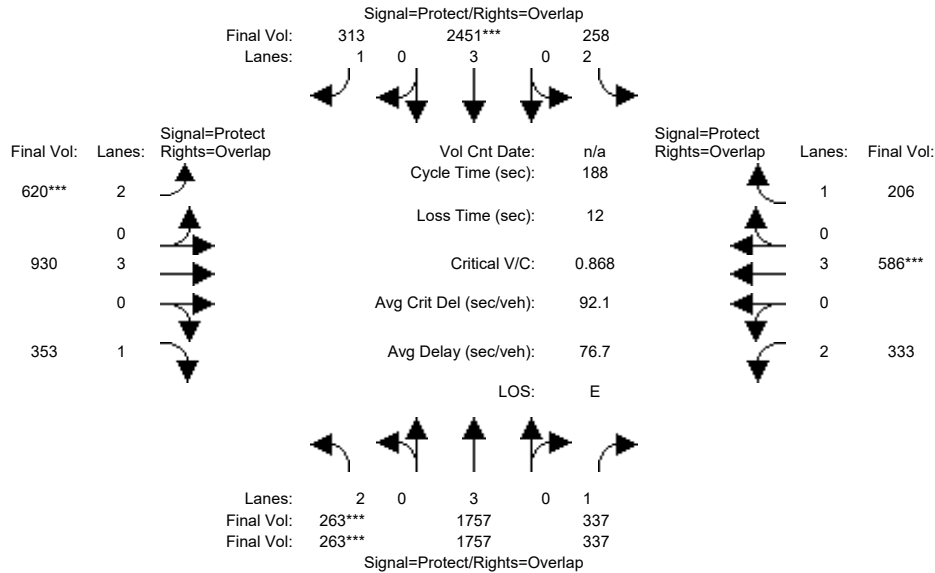 Signal=Protect/Rights=Overlap
Final Vol: 313 2451*** 258
Lanes: 1 0 3 0 2
Signal=Protect
Rights=Overlap
Final Vol: Lanes:
Vol Cnt Date: n/a
Signal=Protect
Rights=Overlap
Lanes: Final Vol:
Cycle Time (sec): 188
620*** 2
1 206
Loss Time (sec): 12
0
0
930 3
Critical V/C: 0.868
3 586***
0
Avg Crit Del (sec/veh): 92.1
0
353 1
Avg Delay (sec/veh): 76.7
2 333
LOS: E
Lanes: 2 0 3 0 1
Final Vol: 263*** 1757 337
Final Vol: 263*** 1757 337
Signal=Protect/Rights=Overlap